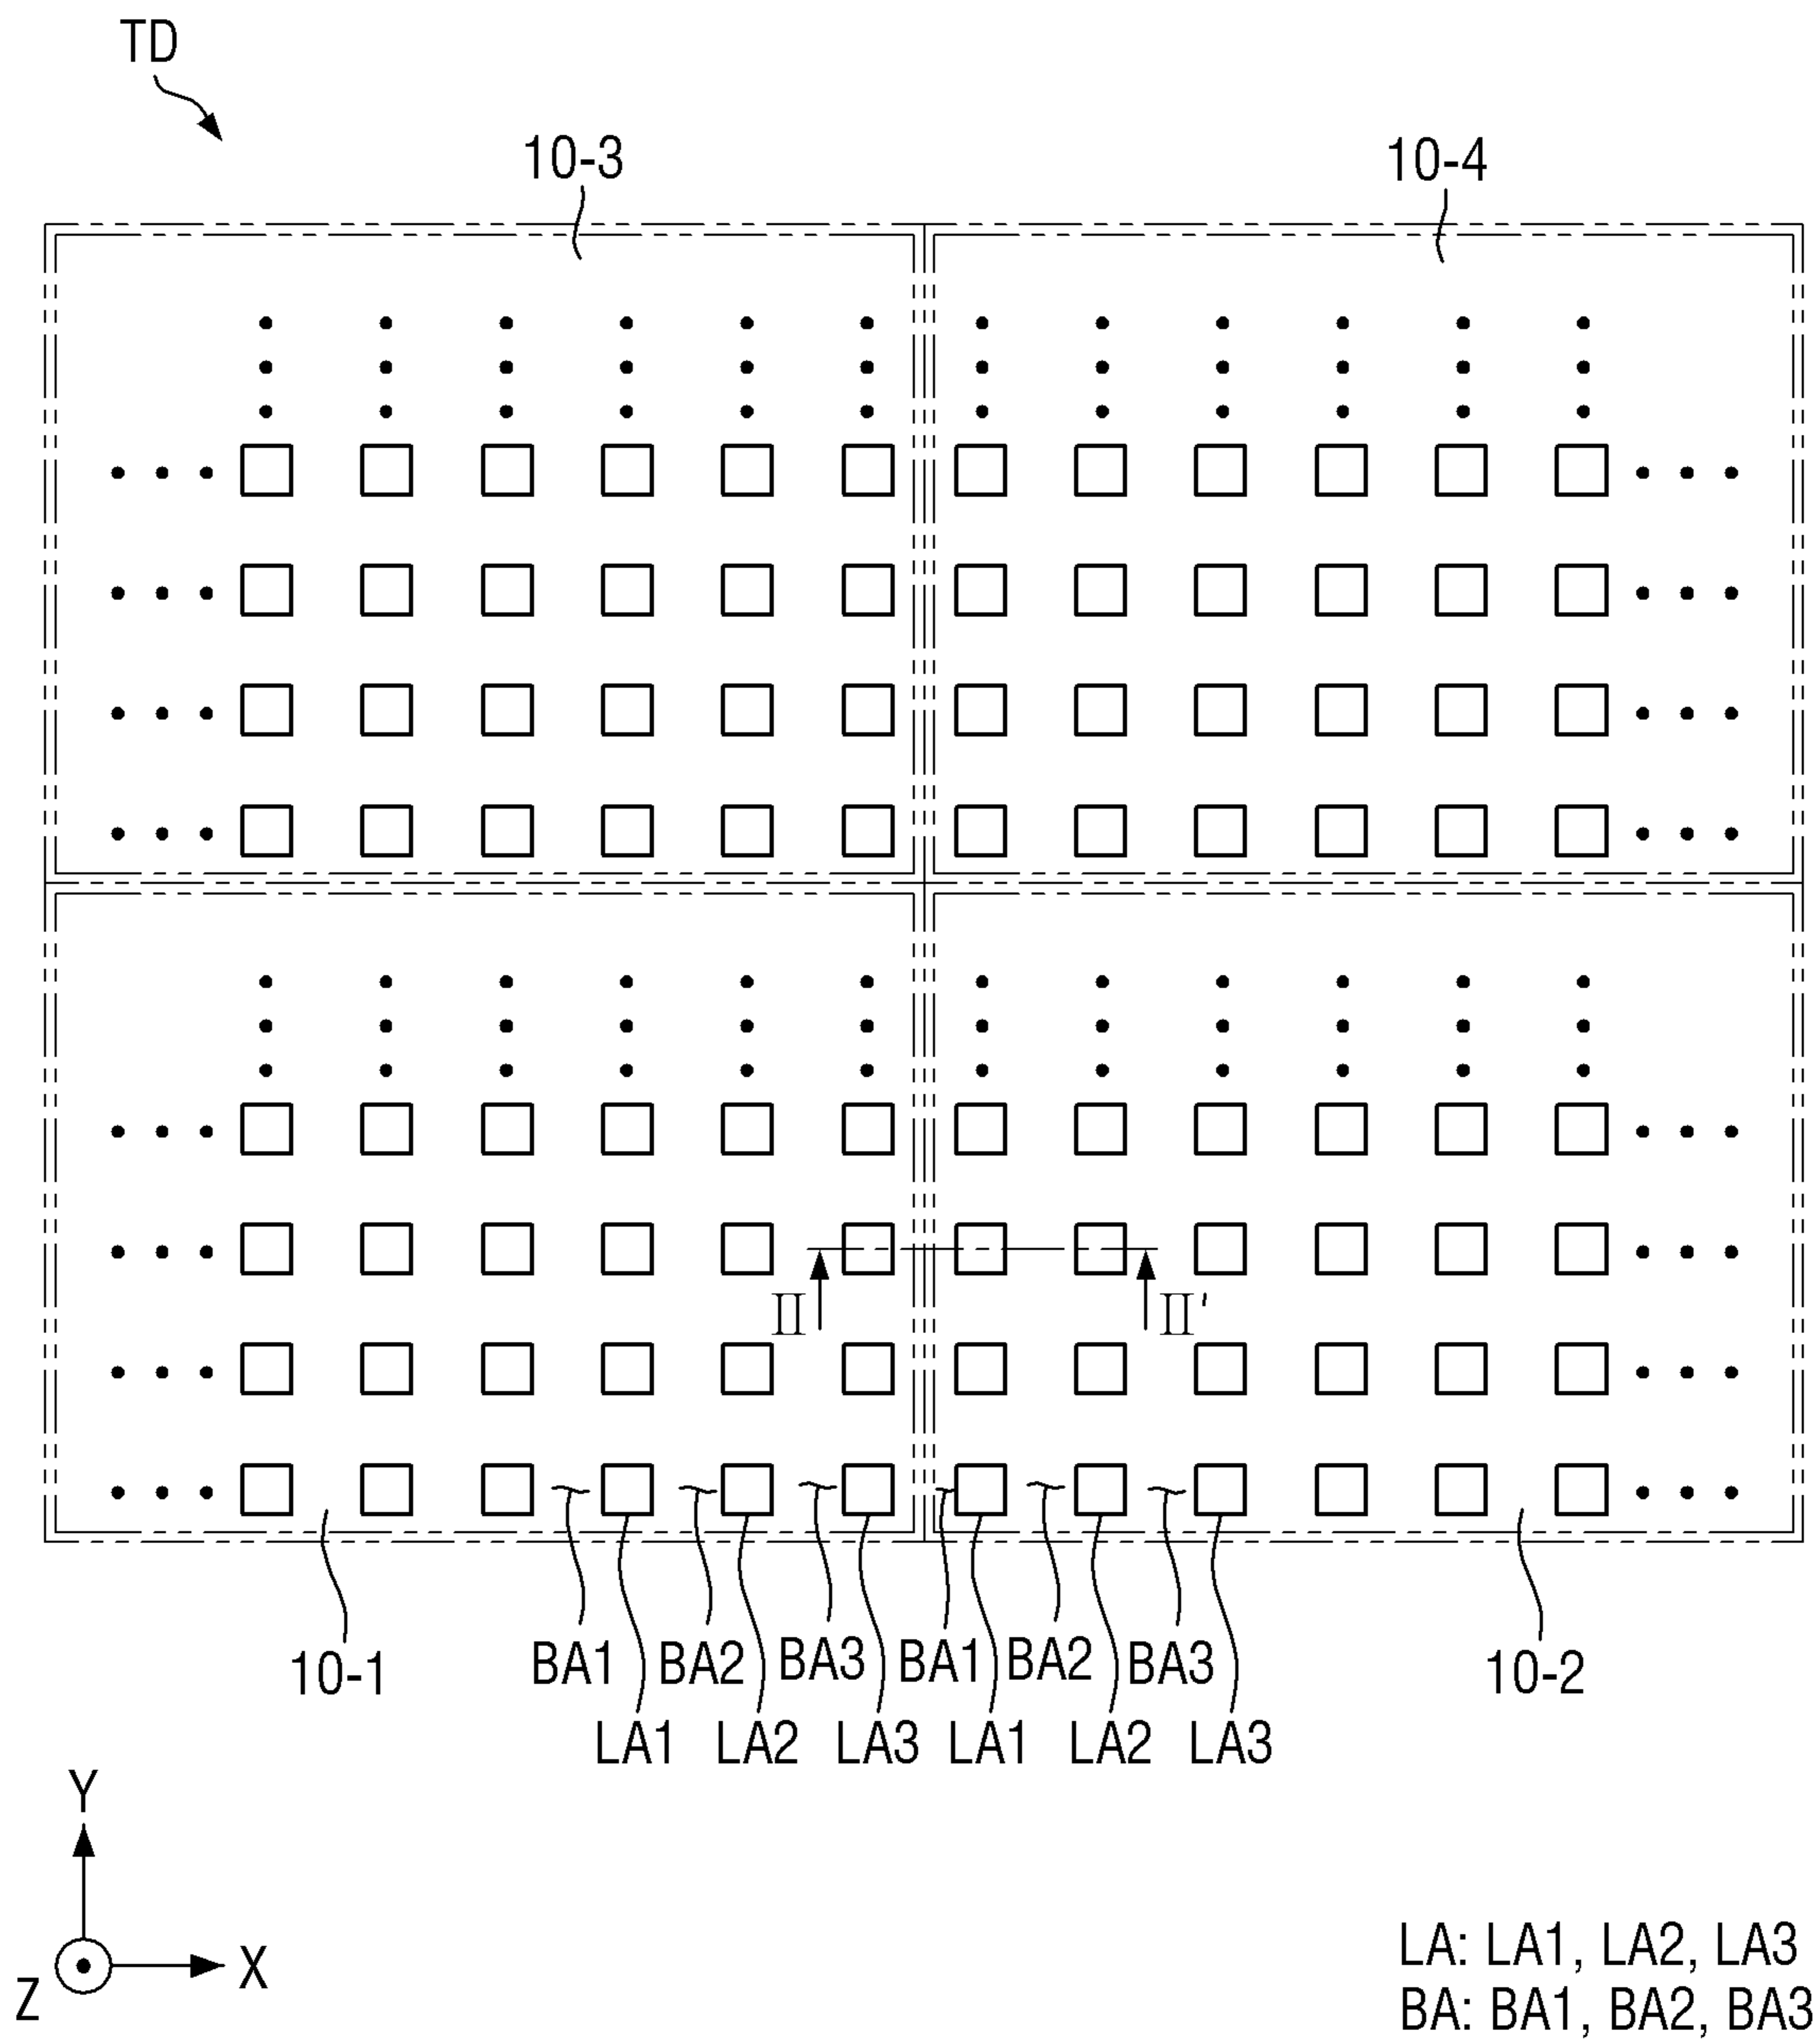 TD
10-3 10-4
II II'
10-1 BA1 BA2 BA3 BA1 BA2 BA3 10-2
LA1 LA2 LA3 LA1 LA2 LA3
Y
X
Z
LA: LA1, LA2, LA3
BA: BA1, BA2, BA3